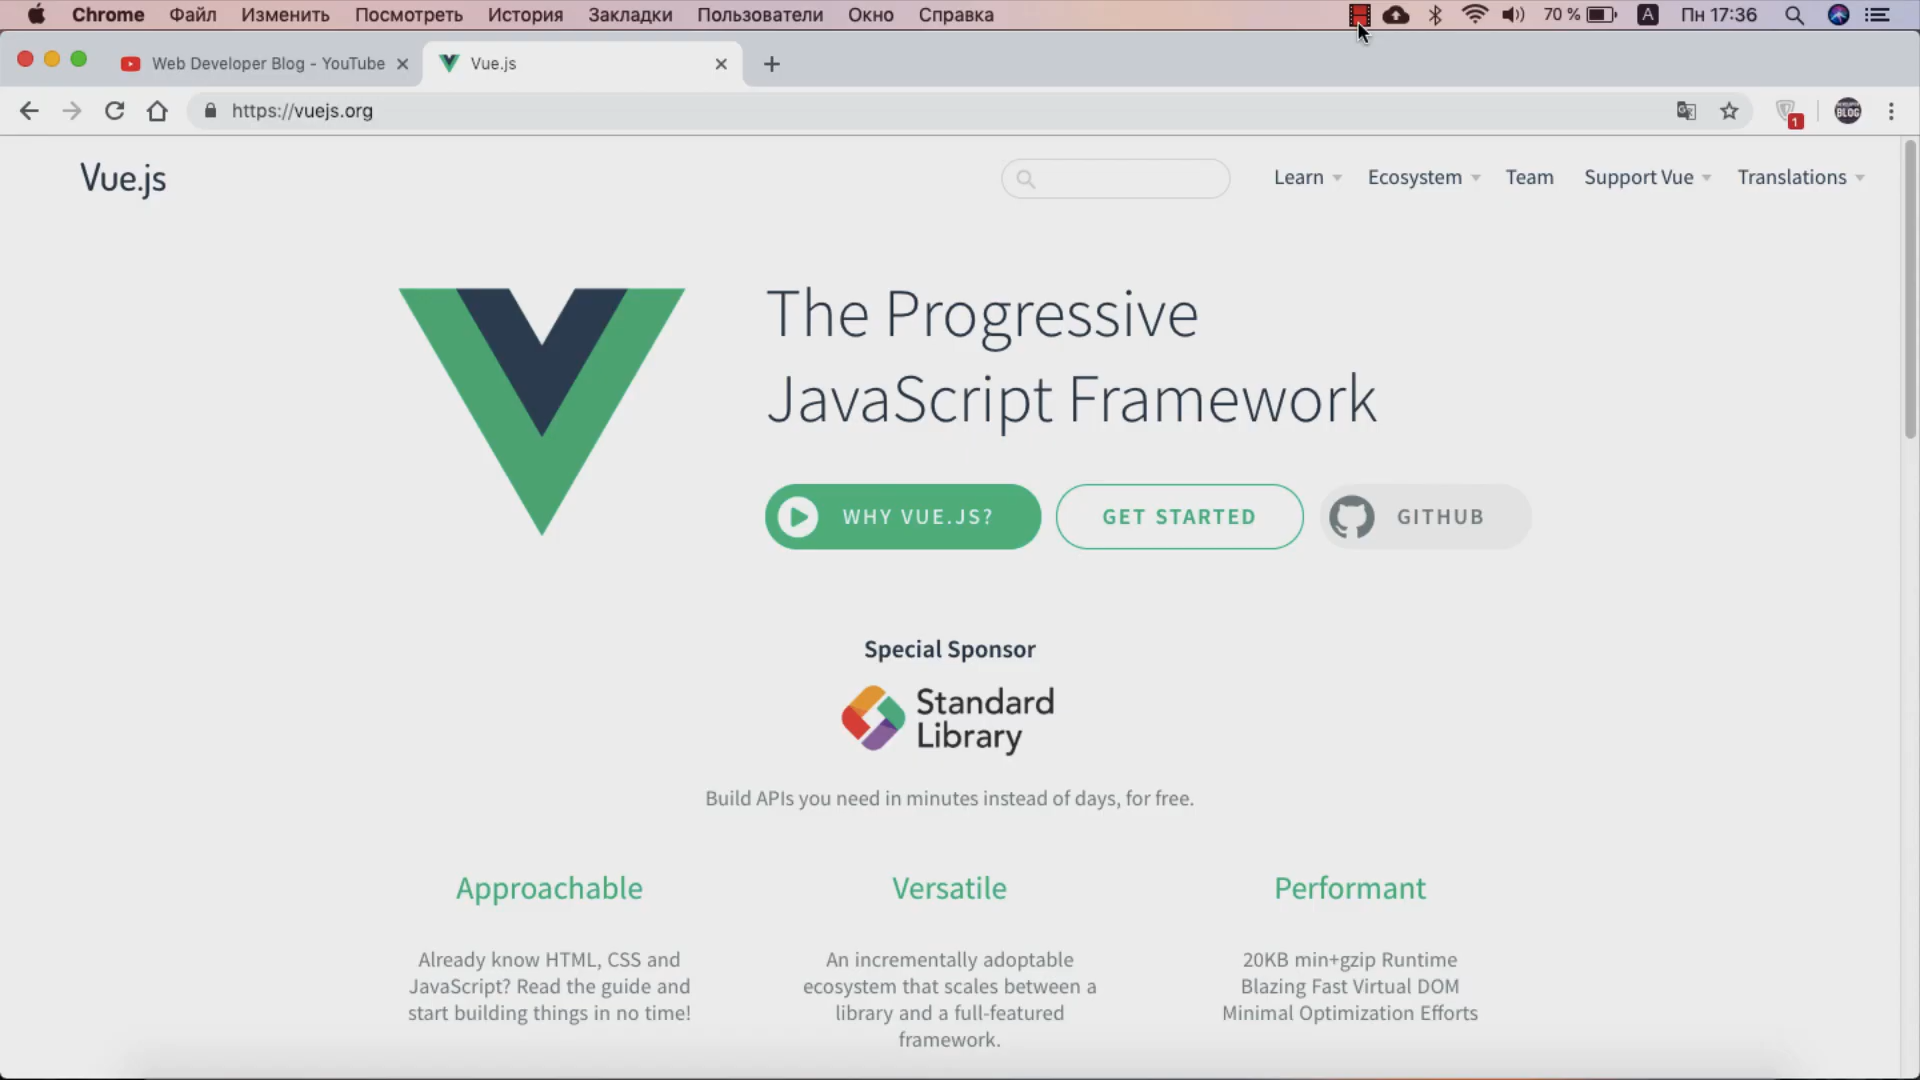 Chrome Файл Изменить Посмотреть История Закладки Пользователи Окно Справка 70 % A Пн 17:36
Web Developer Blog - YouTube Vue.js
https://vuejs.org 1 BLOG
Vue.js Learn Ecosystem Team Support Vue Translations
The Progressive
JavaScript Framework
WHY VUE.JS? GET STARTED GITHUB
Special Sponsor
Standard
Library
Build APIs you need in minutes instead of days, for free.
Approachable
Already know HTML, CSS and
JavaScript? Read the guide and
start building things in no time!
Versatile
An incrementally adoptable
ecosystem that scales between a
library and a full-featured
framework.
Performant
20KB min+gzip Runtime
Blazing Fast Virtual DOM
Minimal Optimization Efforts